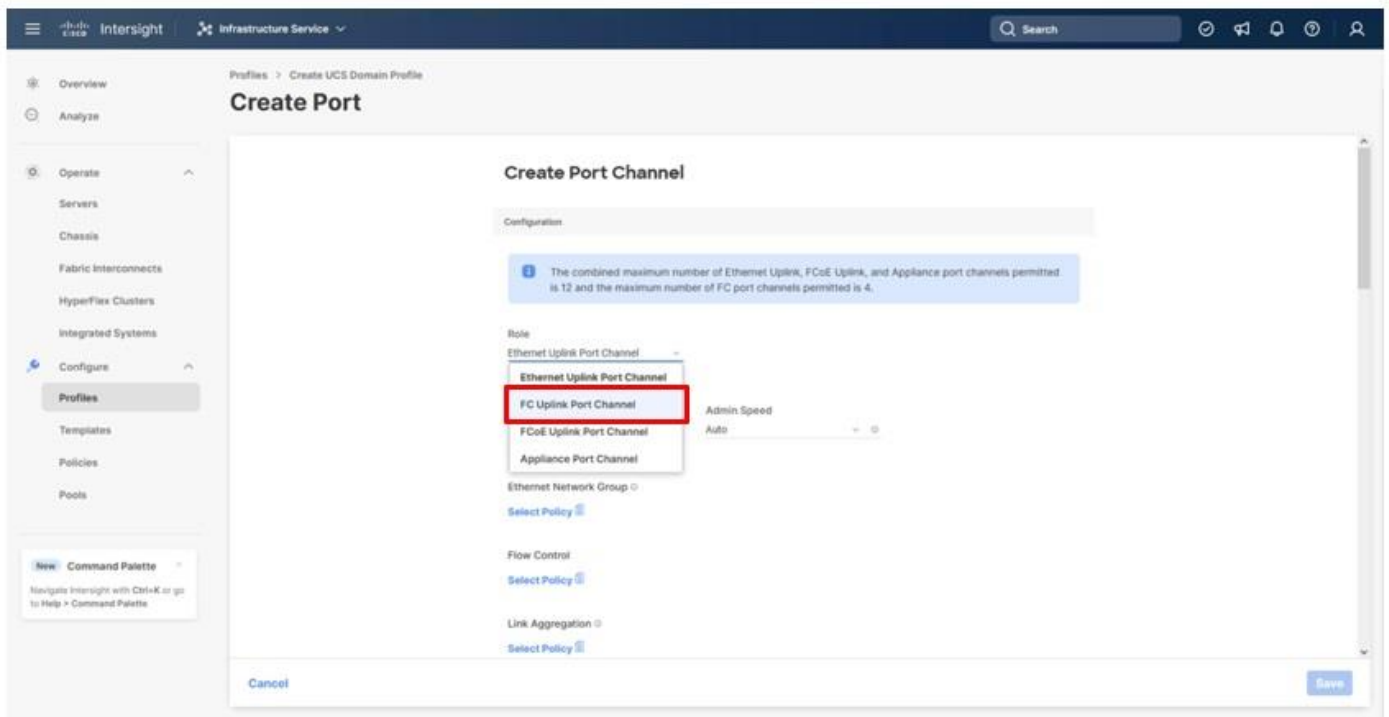 cisco Intersight
Infrastructure Service
Search
Overview
Analyze
Operate
Servers
Chassis
Fabric Interconnects
HyperFlex Clusters
Integrated Systems
Configure
Profiles
Templates
Policies
Pools
New Command Palette
Navigate Intersight with Ctrl+K or go
to Help > Command Palette
Profiles > Create UCS Domain Profile
Create Port
Create Port Channel
Configuration
The combined maximum number of Ethernet Uplink, FCoE Uplink, and Appliance port channels permitted
is 12 and the maximum number of FC port channels permitted is 4.
Role
Ethernet Uplink Port Channel
Ethernet Uplink Port Channel
FC Uplink Port Channel
FCoE Uplink Port Channel
Appliance Port Channel
Admin Speed
Auto
Ethernet Network Group
Select Policy
Flow Control
Select Policy
Link Aggregation
Select Policy
Cancel
Save